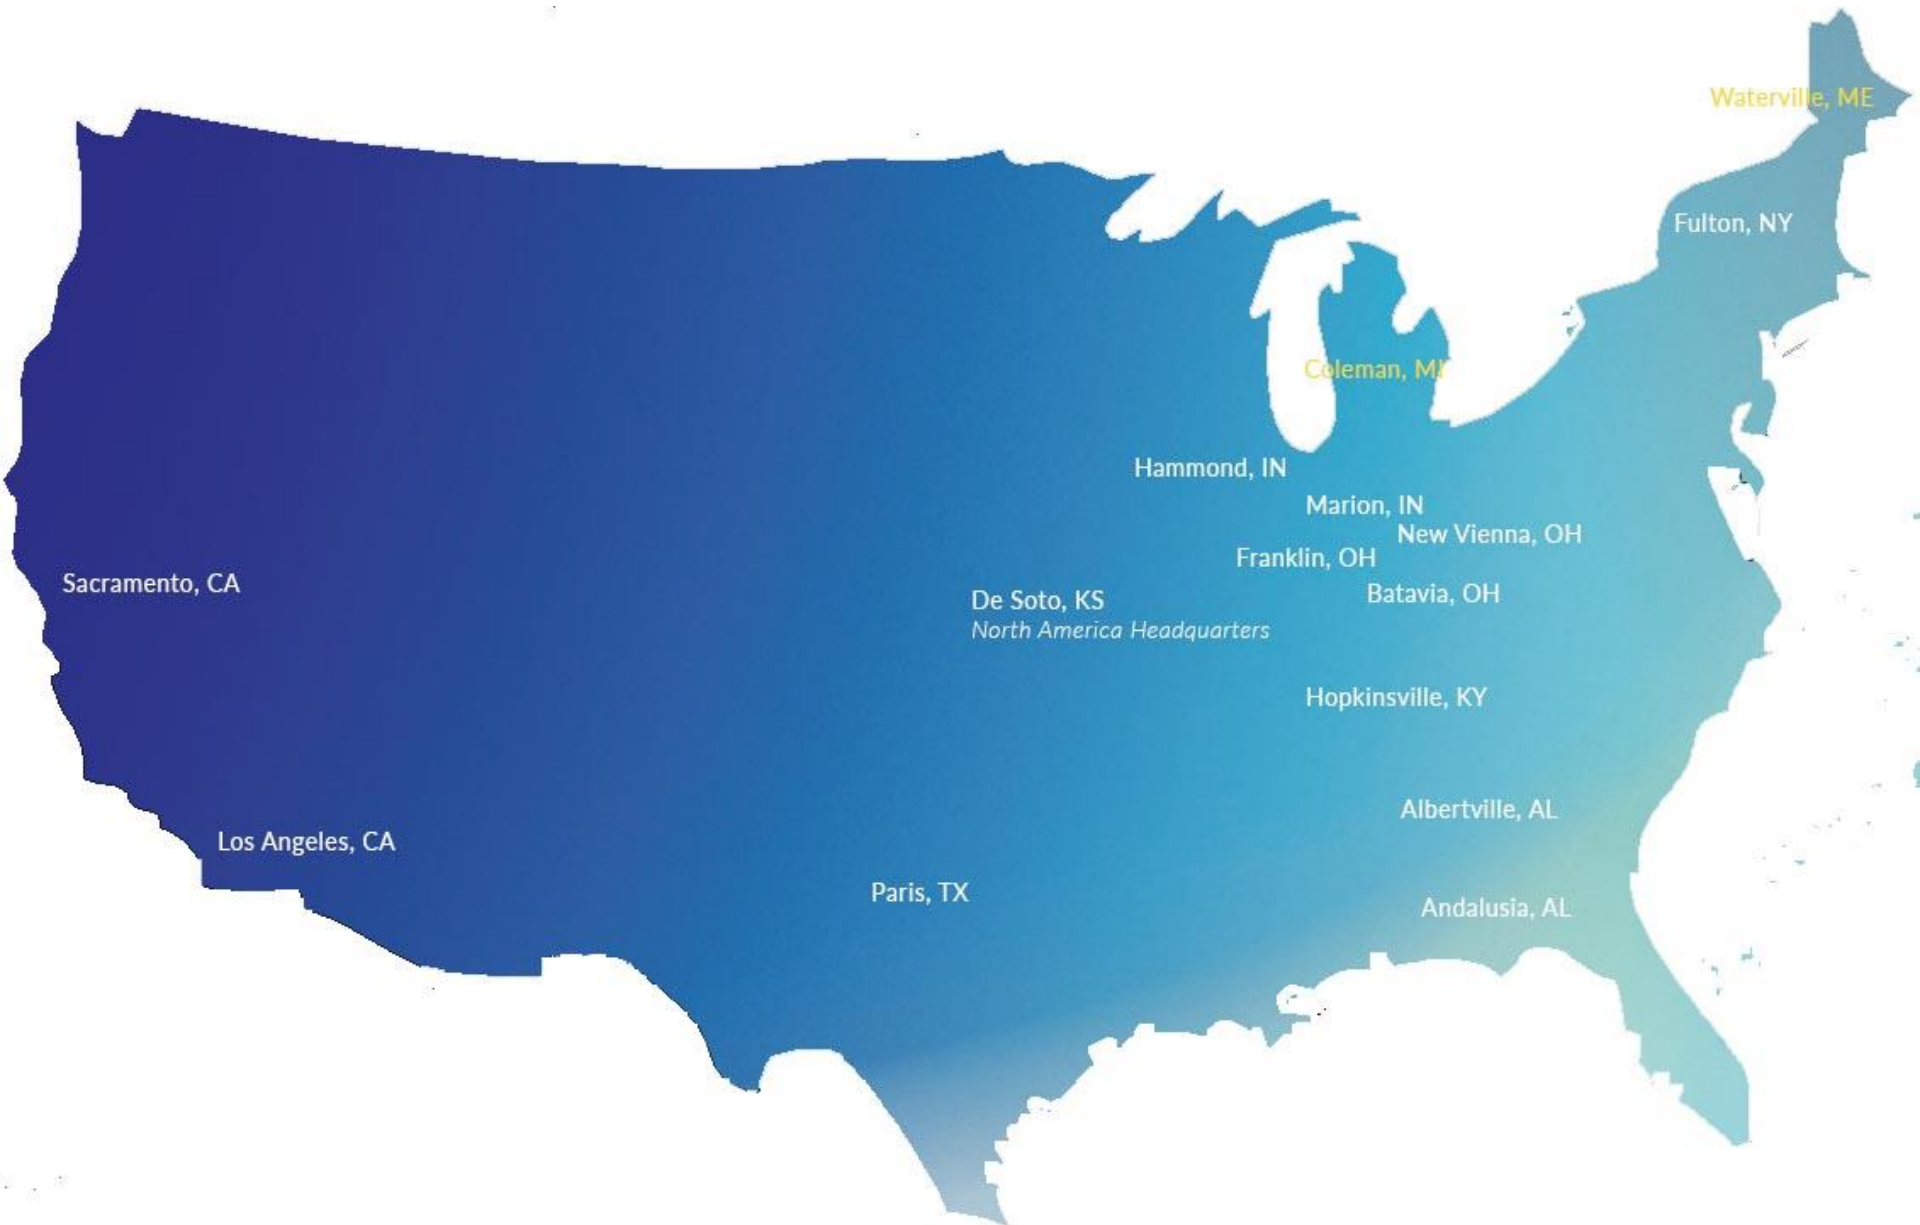 Waterville, ME
Fulton, NY
Coleman, MI
Hammond, IN
Marion, IN
New Vienna, OH
Franklin, OH
Sacramento, CA
De Soto, KS
Batavia, OH
North America Headquarters
Hopkinsville, KY
Albertville, AL
Los Angeles, CA
Paris, TX
Andalusia, AL